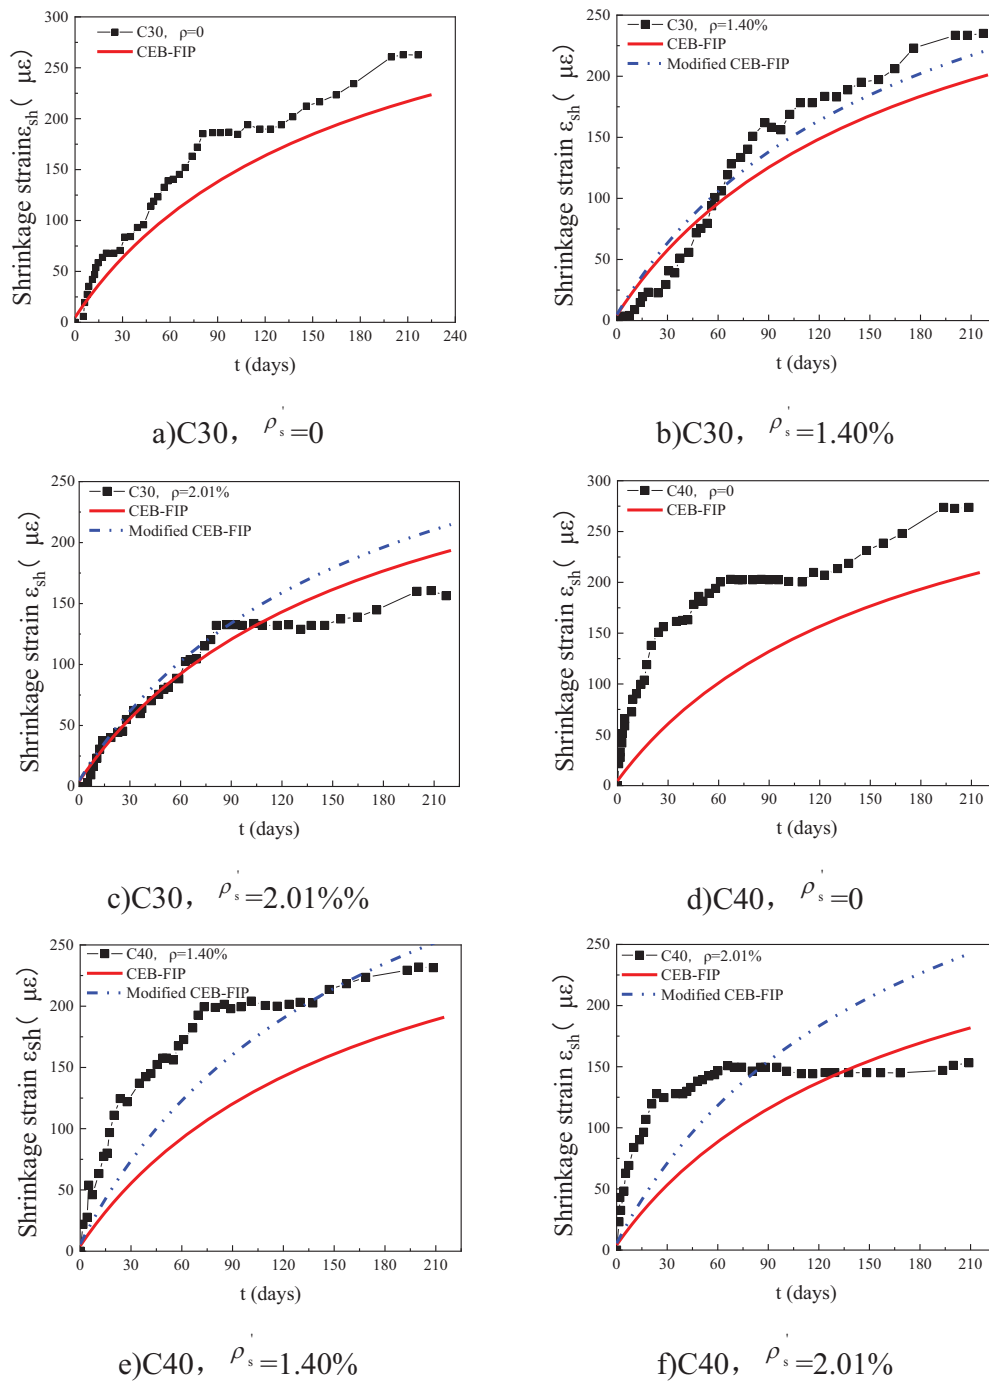 300
250
200
150
100
50
0
0 30 60 90 120 150 180 210 240
Shrinkage strainε_sh ( με)
t (days)
C30, ρ=0
CEB-FIP
a)C30, ρ_s'=0
250
200
150
100
50
0
0 30 60 90 120 150 180 210
Shrinkage strain ε_sh ( με)
t (days)
C30, ρ=1.40%
CEB-FIP
Modified CEB-FIP
b)C30, ρ_s'=1.40%
250
200
150
100
50
0
0 30 60 90 120 150 180 210
Shrinkage strain ε_sh ( με)
t (days)
C30, ρ=2.01%
CEB-FIP
Modified CEB-FIP
c)C30, ρ_s'=2.01%%
300
250
200
150
100
50
0
0 30 60 90 120 150 180 210
Shrinkage strain ε_sh ( με)
t (days)
C40, ρ=0
CEB-FIP
d)C40, ρ_s'=0
250
200
150
100
50
0
0 30 60 90 120 150 180 210
Shrinkage strain ε_sh ( με)
t (days)
C40, ρ=1.40%
CEB-FIP
Modified CEB-FIP
e)C40, ρ_s'=1.40%
250
200
150
100
50
0
0 30 60 90 120 150 180 210
Shrinkage strain ε_sh ( με)
t (days)
C40, ρ=2.01%
CEB-FIP
Modified CEB-FIP
f)C40, ρ_s'=2.01%